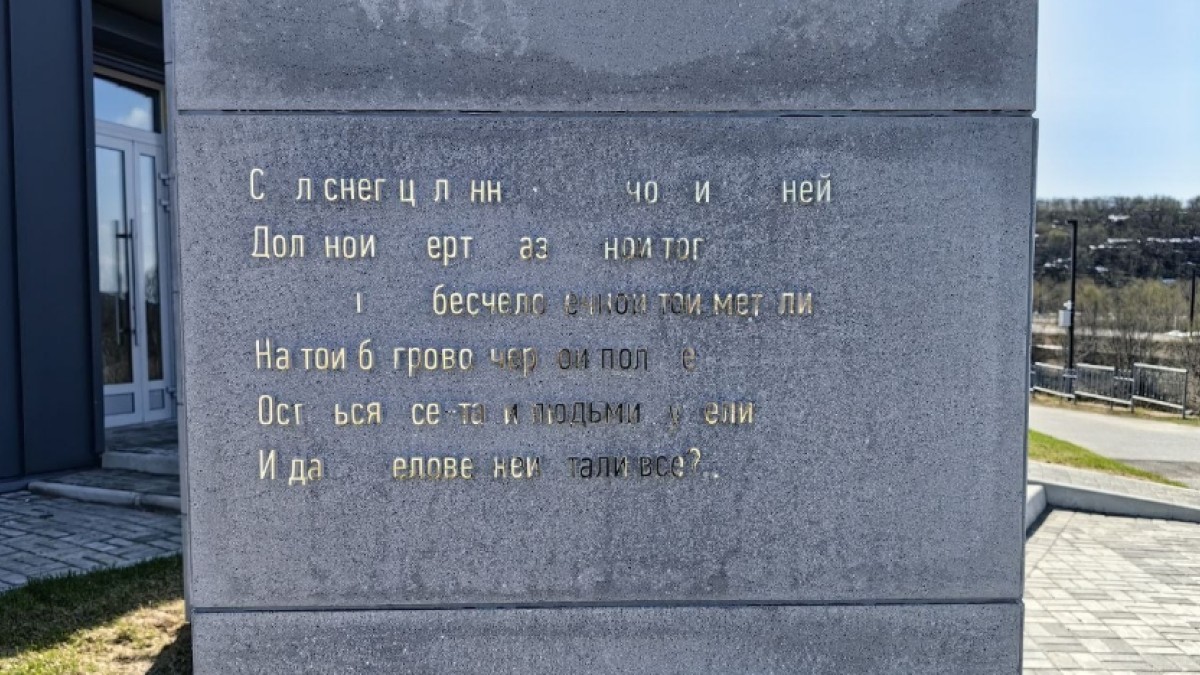 С л снег ц л нн чо и ней
Дол нои ерт аз нои тог
бесчело ечнои тои мет ли
На тои б грово чер ои пол е
Ост ься се та и людьми у ели
И да елове неи тали все?..